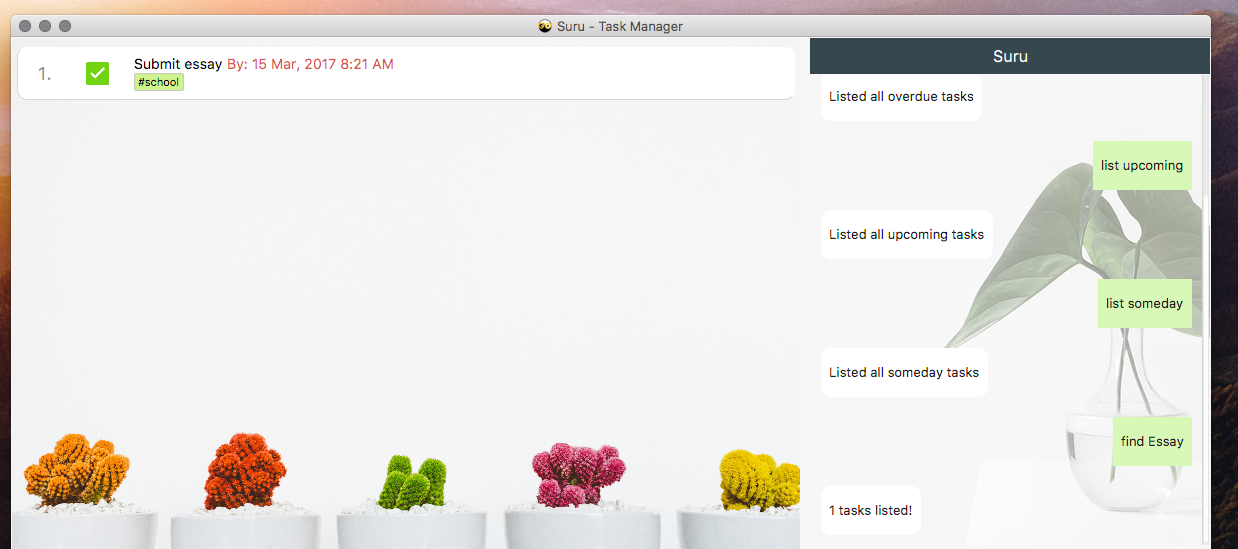 Suru - Task Manager
1.
Submit essay By: 15 Mar, 2017 8:21 AM
#school
Suru
Listed all overdue tasks
list upcoming
Listed all upcoming tasks
list someday
Listed all someday tasks
find Essay
1 tasks listed!